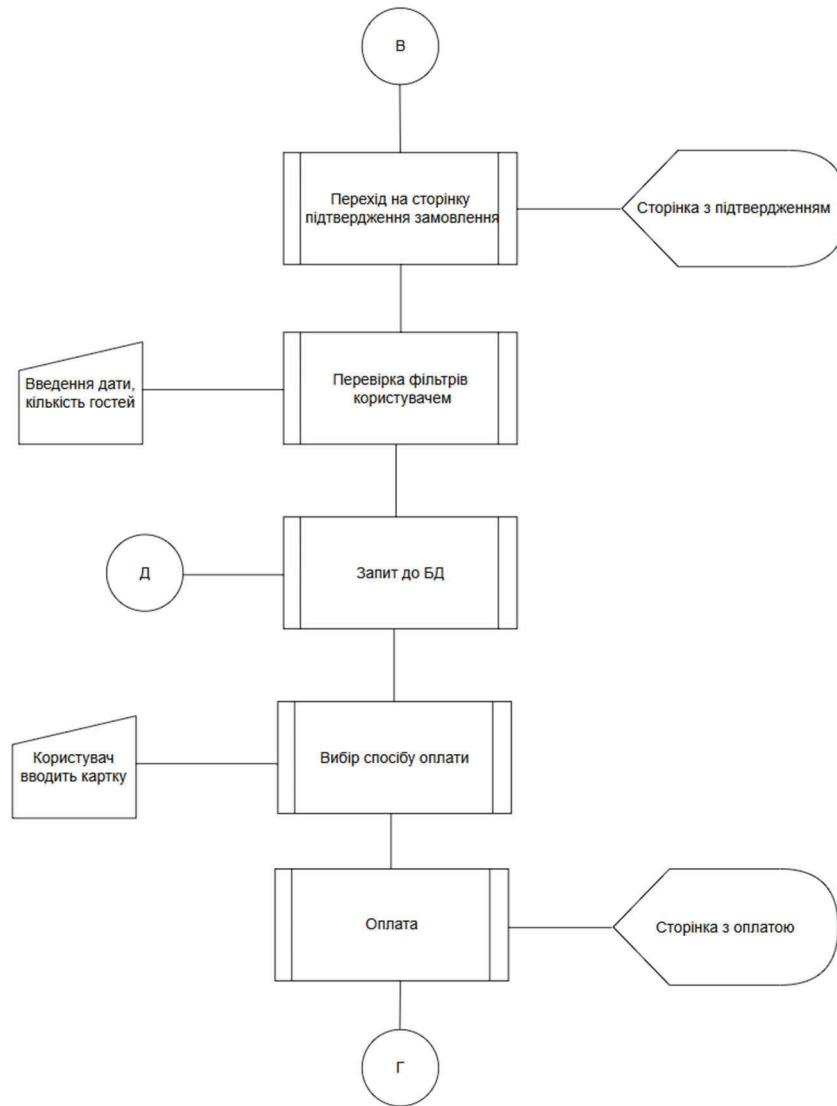 В
Перехід на сторінку
підтвердження замовлення
Сторінка з підтвердженням
Введення дати,
кількість гостей
Перевірка фільтрів
користувачем
Д
Запит до БД
Користувач
вводить картку
Вибір спосібу оплати
Оплата
Сторінка з оплатою
Г